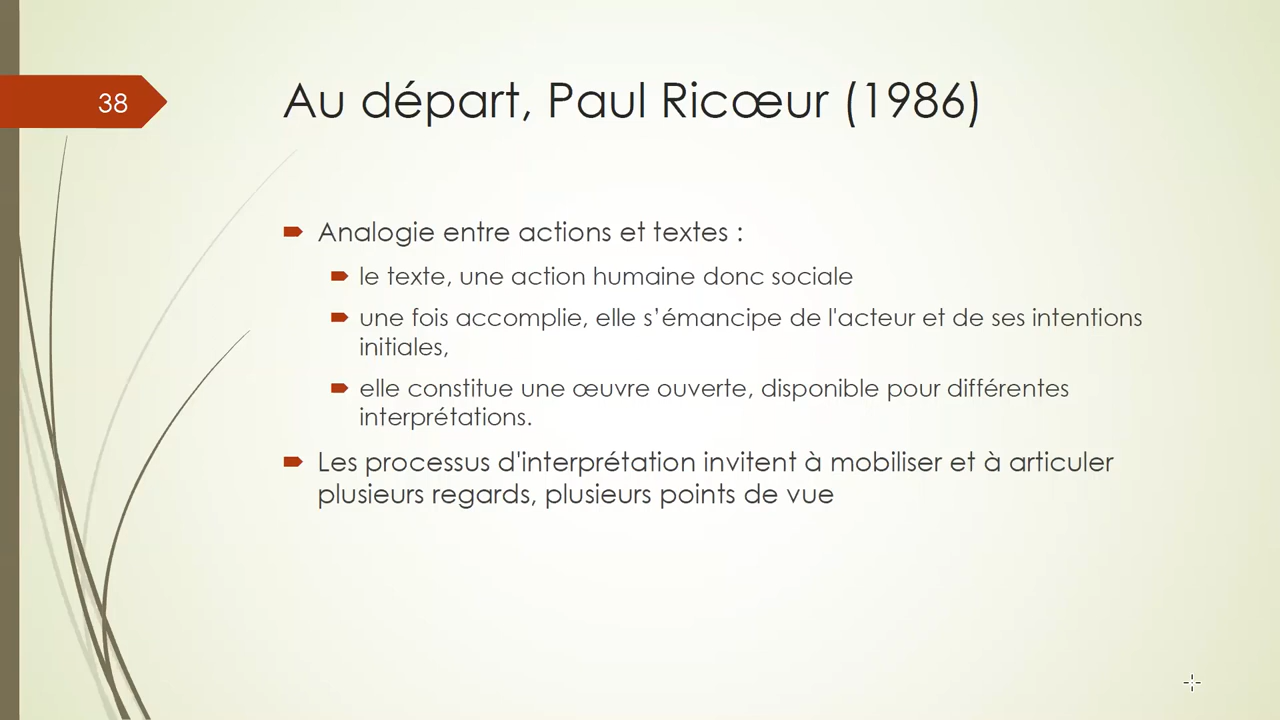 38
Au départ, Paul Ricœur (1986)
Analogie entre actions et textes :
le texte, une action humaine donc sociale
une fois accomplie, elle s’émancipe de l'acteur et de ses intentions
initiales,
elle constitue une œuvre ouverte, disponible pour différentes
interprétations.
Les processus d'interprétation invitent à mobiliser et à articuler
plusieurs regards, plusieurs points de vue